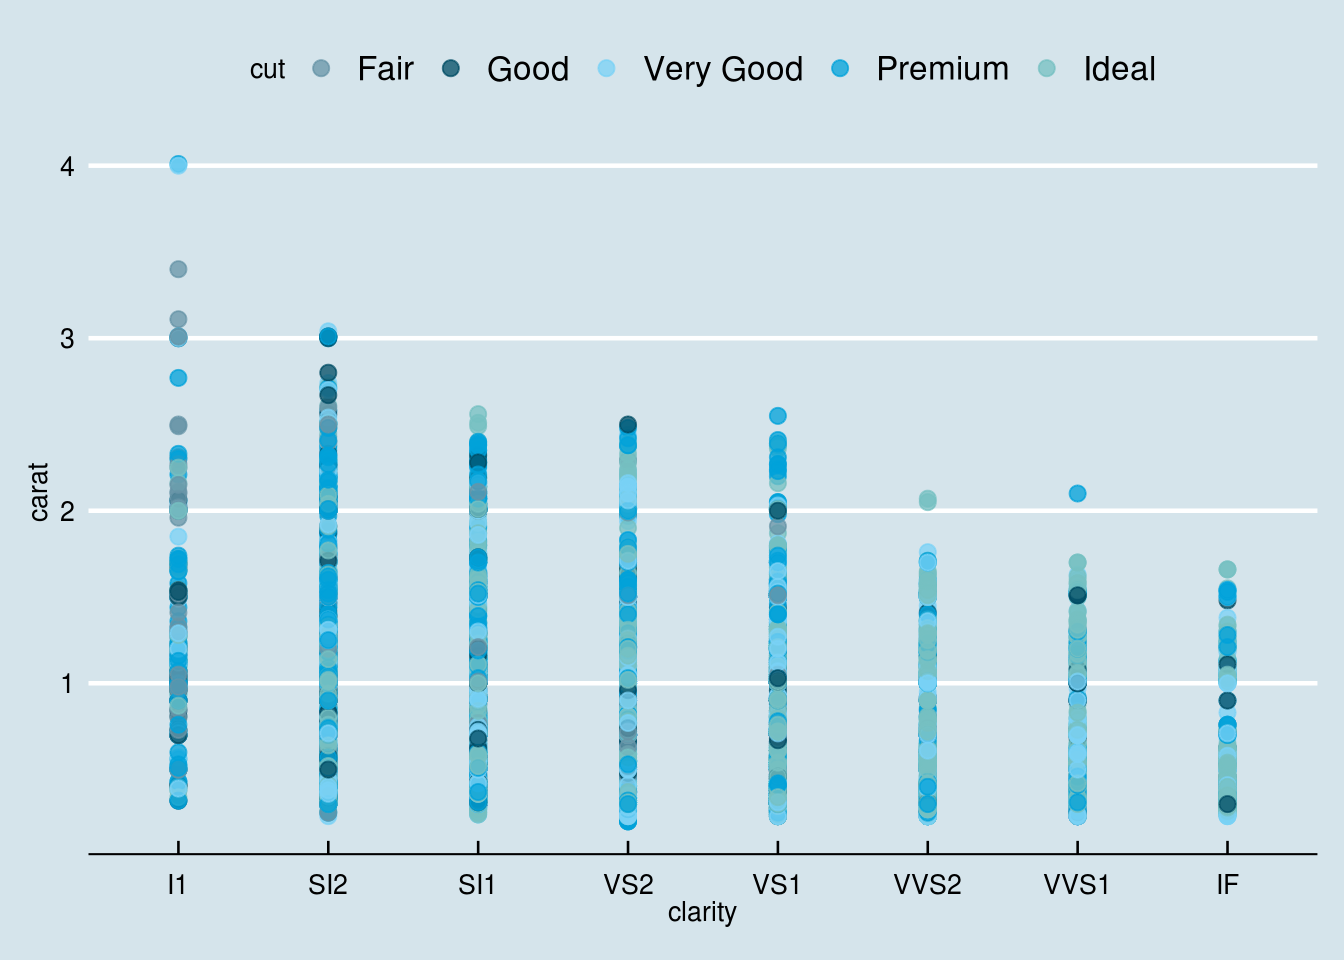 cut Fair Good Very Good Premium Ideal
4
3
carat
2
1
I1 SI2 SI1 VS2 VS1 VVS2 VVS1 IF
clarity